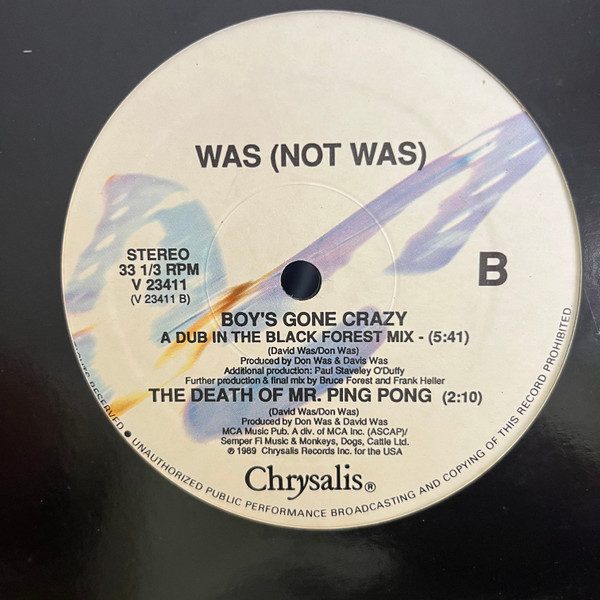 WAS (NOT WAS)
STEREO
33 1/3 RPM
V 23411
(V 23411 B)
B
BOY'S GONE CRAZY
A DUB IN THE BLACK FOREST MIX - (5:41)
(David Was/Don Was)
Produced by Don Was & Davis Was
Additional production: Paul Staveley O'Duffy
Further production & final mix by Bruce Forest and Frank Heller
THE DEATH OF MR. PING PONG (2:10)
(David Was/Don Was)
Produced by Don Was & David Was
MCA Music Pub. A div. of MCA Inc. (ASCAP)/
Semper Fi Music & Monkeys, Dogs, Cattle Ltd.
℗ 1989 Chrysalis Records Inc. for the USA
Chrysalis®
RESERVED ● UNAUTHORIZED PUBLIC PERFORMANCE BROADCASTING AND COPYING OF THIS RECORD PROHIBITED